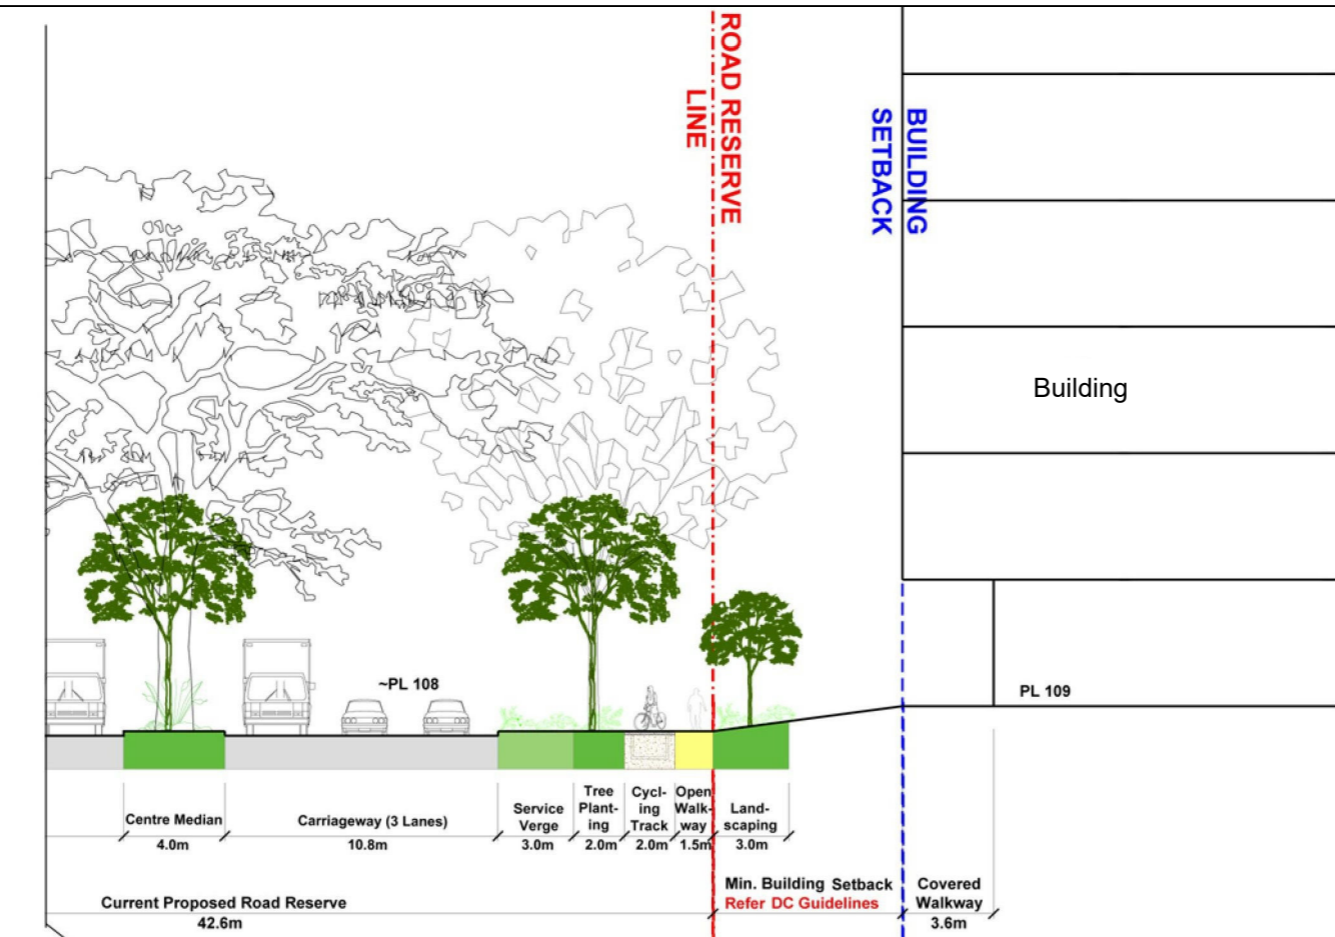 ROAD RESERVE
LINE
BUILDING
SETBACK
Building
~PL 108
PL 109
Centre Median
4.0m
Carriageway (3 Lanes)
10.8m
Service
Verge
3.0m
Tree
Plant-
ing
2.0m
Cycl-
ing
Track
2.0m
Open
Walk-
way
1.5m
Land-
scaping
3.0m
Current Proposed Road Reserve
42.6m
Min. Building Setback
Refer DC Guidelines
Covered
Walkway
3.6m